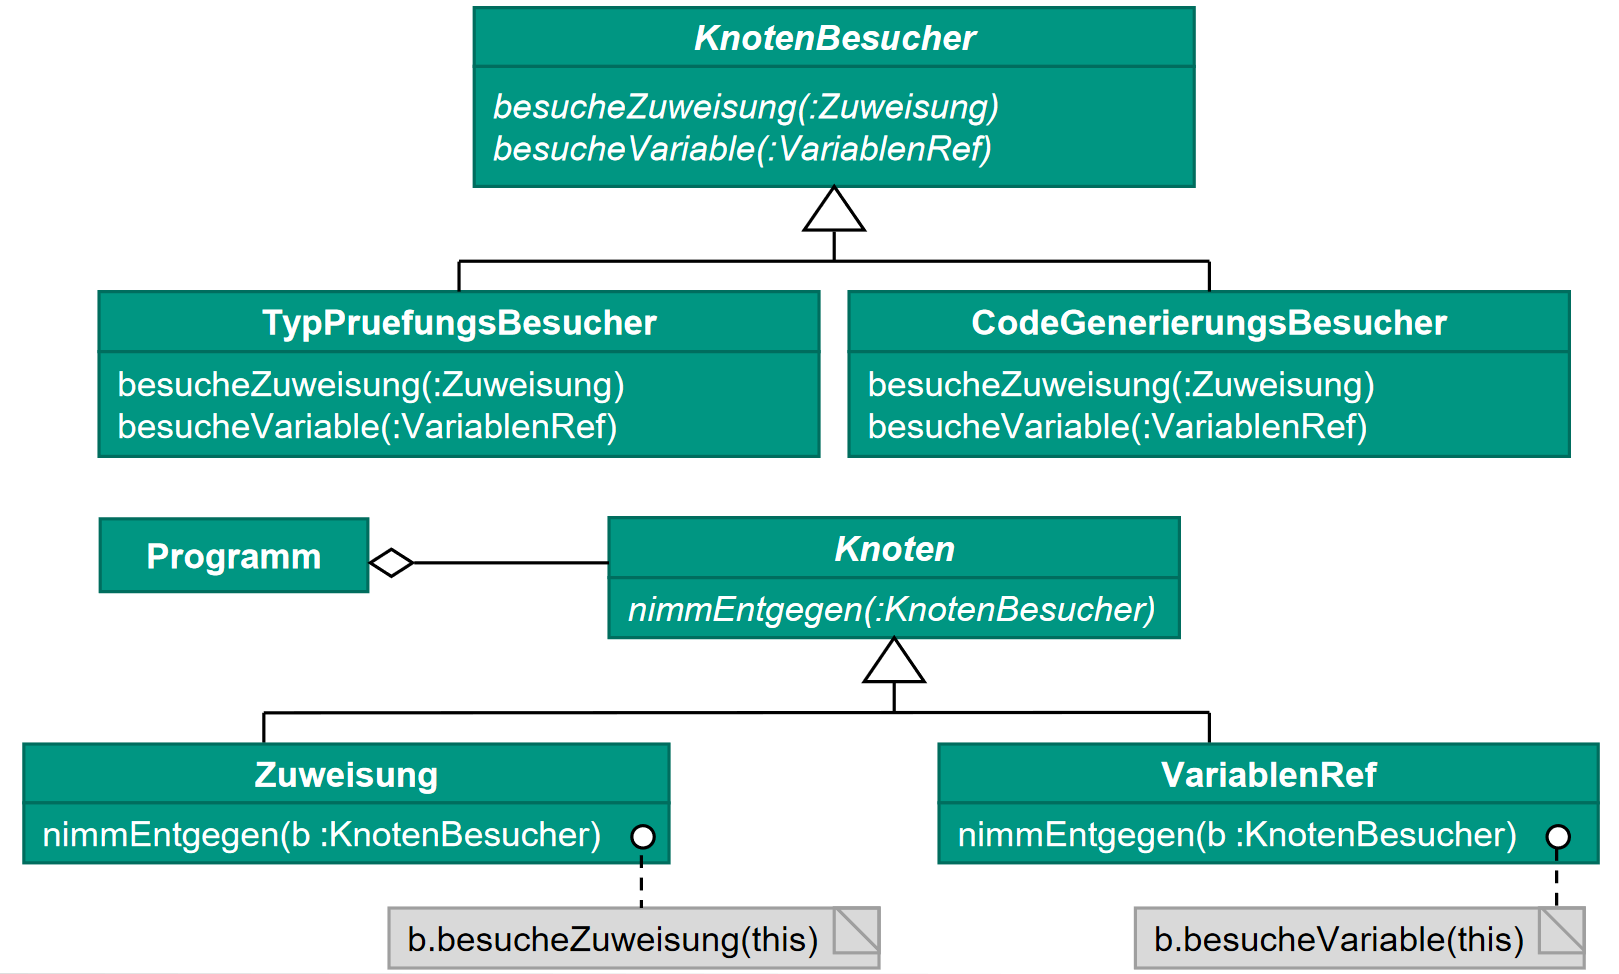 KnotenBesucher
besucheZuweisung(:Zuweisung)
besucheVariable(:VariablenRef)
TypPruefungsBesucher
besucheZuweisung(:Zuweisung)
besucheVariable(:VariablenRef)
CodeGenerierungsBesucher
besucheZuweisung(:Zuweisung)
besucheVariable(:VariablenRef)
Programm
Knoten
nimmEntgegen(:KnotenBesucher)
Zuweisung
nimmEntgegen(b :KnotenBesucher)
VariablenRef
nimmEntgegen(b :KnotenBesucher)
b.besucheZuweisung(this)
b.besucheVariable(this)